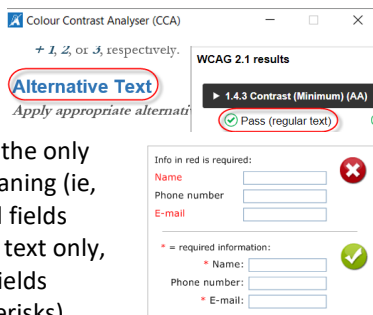 Colour Contrast Analyser (CCA)
+ 1, 2, or 3, respectively.
WCAG 2.1 results
Alternative Text
1.4.3 Contrast (Minimum) (AA)
Apply appropriate alternati
Pass (regular text)
the only
aning (ie,
fields
text only,
ields
erisks)
Info in red is required:
Name
Phone number
E-mail
* = required information:
* Name:
Phone number:
* E-mail: